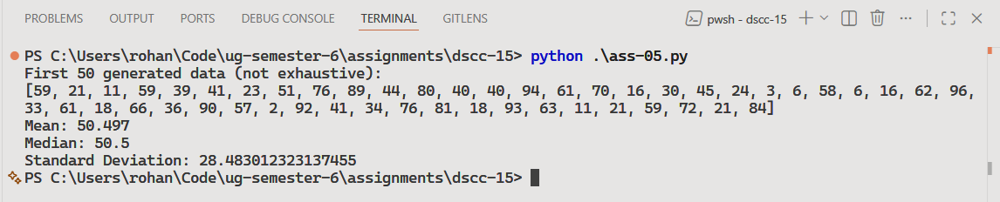 PROBLEMS OUTPUT PORTS DEBUG CONSOLE TERMINAL GITLENS pwsh - dscc-15
PS C:\Users\rohan\Code\ug-semester-6\assignments\dscc-15> python .\ass-05.py
First 50 generated data (not exhaustive):
[59, 21, 11, 59, 39, 41, 23, 51, 76, 89, 44, 80, 40, 40, 94, 61, 70, 16, 30, 45, 24, 3, 6, 58, 6, 16, 62, 96,
33, 61, 18, 66, 36, 90, 57, 2, 92, 41, 34, 76, 81, 18, 93, 63, 11, 21, 59, 72, 21, 84]
Mean: 50.497
Median: 50.5
Standard Deviation: 28.483012323137455
PS C:\Users\rohan\Code\ug-semester-6\assignments\dscc-15>